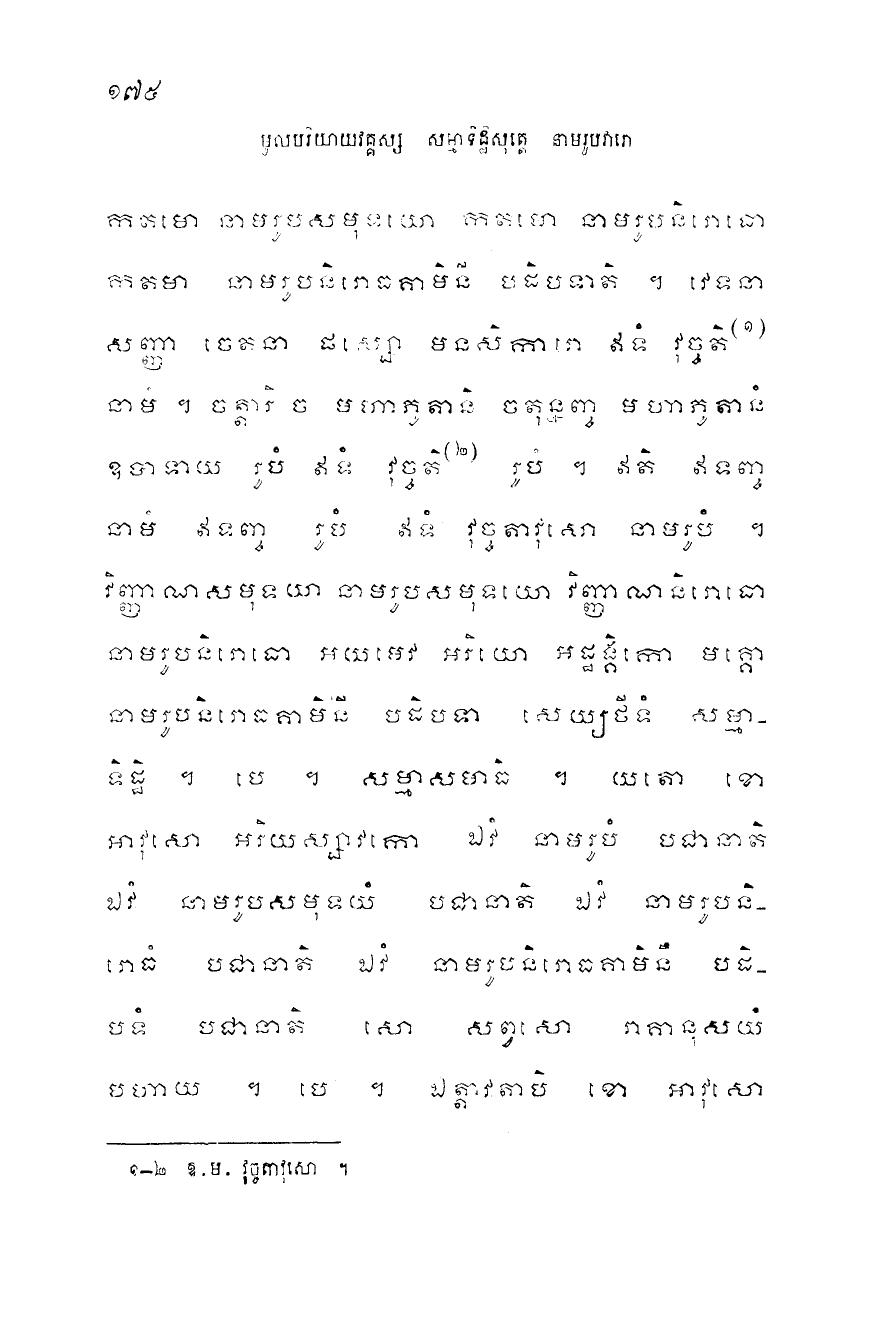 ១៧៥
មូលបរិយាយវគ្គស្ស សម្មាទិដ្ឋិសុត្តេ នាមរូបវារោ
កតមោ នាមរូបសមុទយោ កតមោ នាមរូបនិរោធោ
កតមា នាមរូបនិរោធគាមិនី បដិបទាតិ ។ វេទនា
សញ្ញា ចេតនា ផស្សោ មនសិការោ ឥទំ វុច្ចតិ(១)
នាមំ ។ ចត្តារិ ច មហាភូតានិ ចតុន្នញ្ច មហាភូតានំ
ឧបាទាយ រូបំ ឥទំ វុច្ចតិ(២) រូបំ ។ ឥតិ ឥទញ្ច
នាមំ ឥទញ្ច រូបំ ឥទំ វុច្ចតាវុសោ នាមរូបំ ។
វិញ្ញាណសមុទយា នាមរូបសមុទយោ វិញ្ញាណនិរោធោ
នាមរូបនិរោធោ អយមេវ អរិយោ អដ្ឋង្គិកោ មគ្គោ
នាមរូបនិរោធគាមិនី បដិបទា សេយ្យថីទំ សម្មា-
ទិដ្ឋិ ។ បេ ។ សម្មាសមាធិ ។ យតោ ខោ
អាវុសោ អរិយស្សាវកោ ឯវំ នាមរូបំ បជានាតិ
ឯវំ នាមរូបសមុទយំ បជានាតិ ឯវំ នាមរូបនិ-
រោធំ បជានាតិ ឯវំ នាមរូបនិរោធគាមិនឹ បដិ-
បទំ បជានាតិ សោ សព្វសោ រាគានុសយំ
បហាយ ។ បេ ។ ឯត្តាវតាបិ ខោ អាវុសោ
១-២ ឱ.ម. វុច្ចតាវុសោ ។